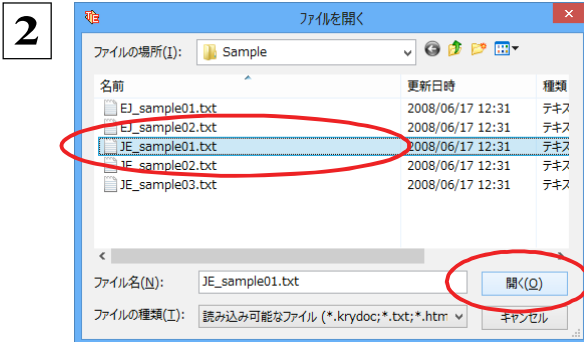 2
ファイルを開く
ファイルの場所(I): Sample
名前 更新日時 種類
EJ_sample01.txt 2008/06/17 12:31 テキス
EJ_sample02.txt 2008/06/17 12:31 テキス
JE_sample01.txt 2008/06/17 12:31 テキス
JE_sample02.txt 2008/06/17 12:31 テキス
JE_sample03.txt 2008/06/17 12:31 テキス
ファイル名(N): JE_sample01.txt 開く(O)
ファイルの種類(T): 読み込み可能なファイル (*.krydoc;*.txt;*.htm キャンセル